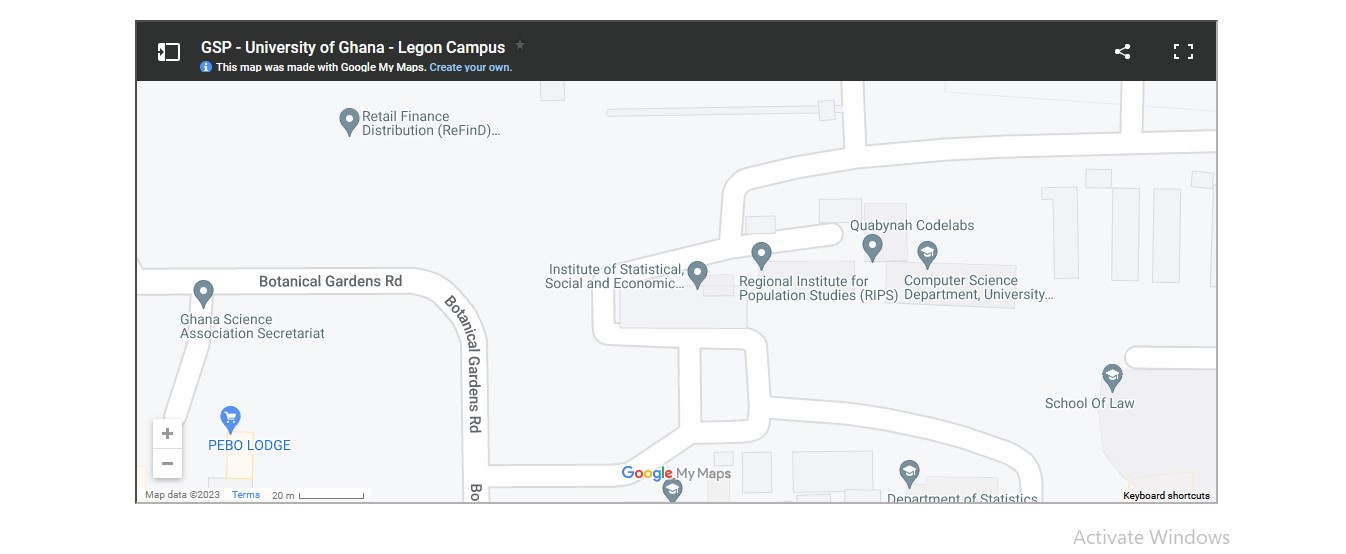 GSP - University of Ghana - Legon Campus
This map was made with Google My Maps. Create your own.
Retail Finance
Distribution (ReFinD)...
Quabynah Codelabs
Institute of Statistical,
Social and Economic...
Regional Institute for
Population Studies (RIPS)
Computer Science
Department, University...
Botanical Gardens Rd
Botanical Gardens Rd
Ghana Science
Association Secretariat
School Of Law
PEBO LODGE
Google My Maps
Bo
Department of Statistics
Map data ©2023 Terms 20 m
Keyboard shortcuts
Activate Windows